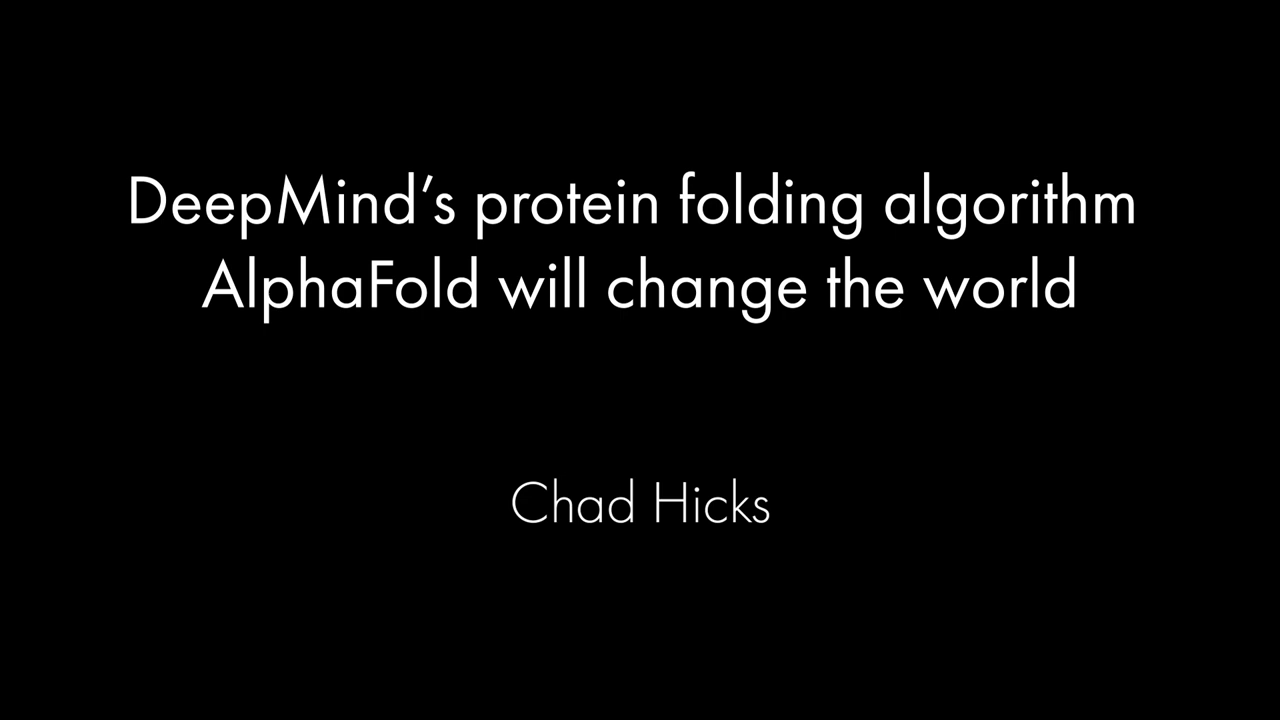 DeepMind’s protein folding algorithm
AlphaFold will change the world
Chad Hicks